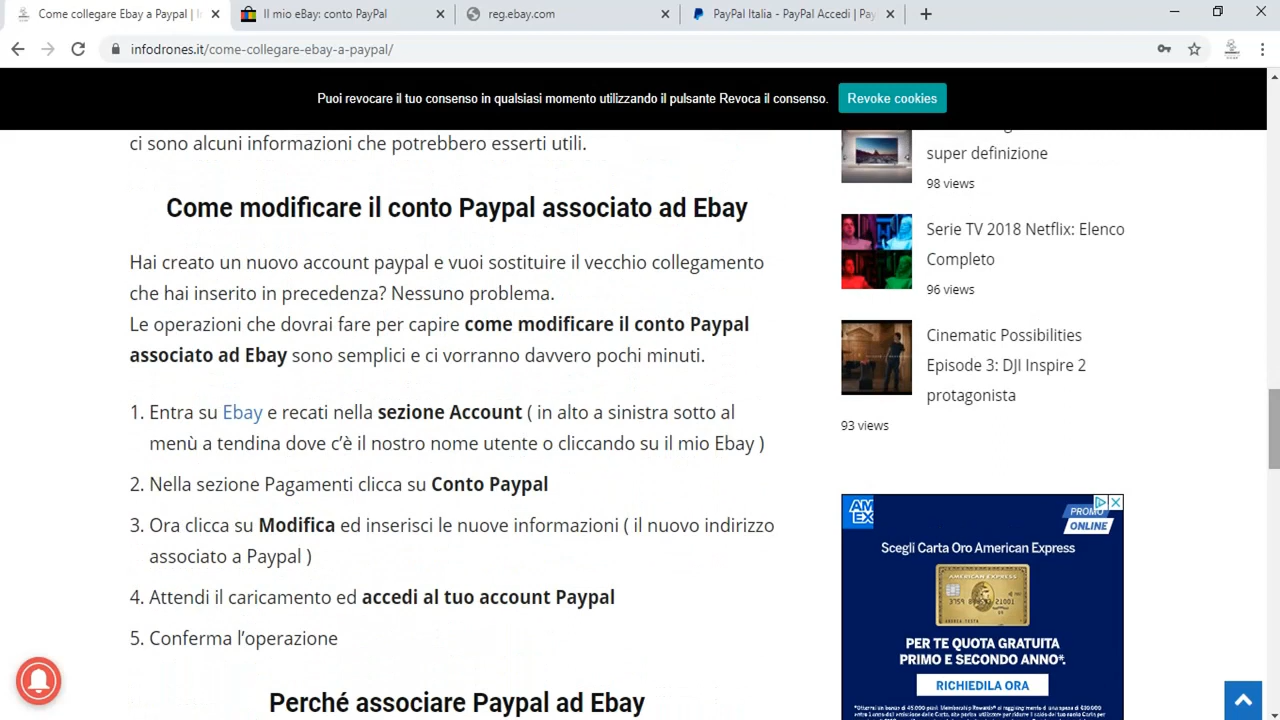 Come collegare Ebay a Paypal | I
Il mio eBay: conto PayPal
reg.ebay.com
PayPal Italia - PayPal Accedi | Pay
infodrones.it/come-collegare-ebay-a-paypal/
Puoi revocare il tuo consenso in qualsiasi momento utilizzando il pulsante Revoca il consenso.
Revoke cookies
ci sono alcuni informazioni che potrebbero esserti utili.
Come modificare il conto Paypal associato ad Ebay
Hai creato un nuovo account paypal e vuoi sostituire il vecchio collegamento
che hai inserito in precedenza? Nessuno problema.
Le operazioni che dovrai fare per capire come modificare il conto Paypal
associato ad Ebay sono semplici e ci vorranno davvero pochi minuti.
1. Entra su Ebay e recati nella sezione Account ( in alto a sinistra sotto al
menù a tendina dove c'è il nostro nome utente o cliccando su il mio Ebay )
2. Nella sezione Pagamenti clicca su Conto Paypal
3. Ora clicca su Modifica ed inserisci le nuove informazioni ( il nuovo indirizzo
associato a Paypal )
4. Attendi il caricamento ed accedi al tuo account Paypal
5. Conferma l'operazione
Perché associare Paypal ad Ebay
super definizione
98 views
Serie TV 2018 Netflix: Elenco
Completo
96 views
Cinematic Possibilities
Episode 3: DJI Inspire 2
protagonista
93 views
AM
EX
PROMO
ONLINE
Scegli Carta Oro American Express
AMERICAN EXPRESS
PER TE QUOTA GRATUITA
PRIMO E SECONDO ANNO*.
RICHIEDILA ORA